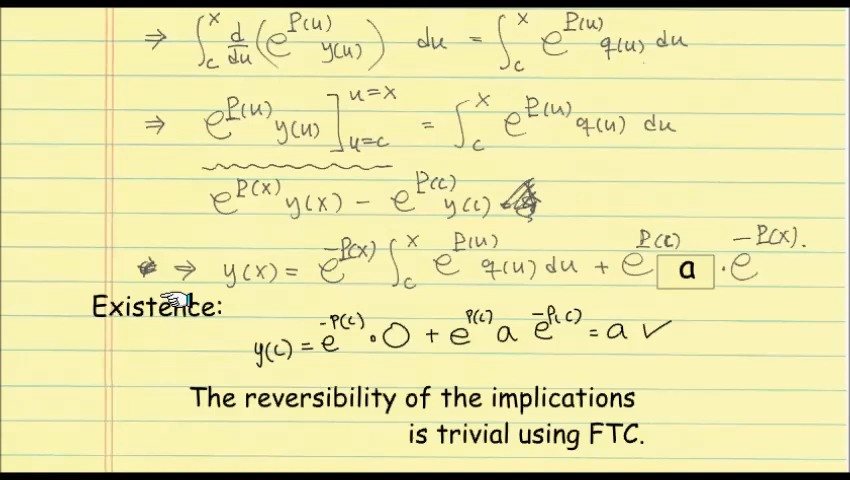 ⇒ ∫_c^x d/du (e^{P(u)} y(u)) du = ∫_c^x e^{P(u)} q(u) du
⇒ e^{P(u)} y(u)]_{u=c}^{u=x} = ∫_c^x e^{P(u)} q(u) du
e^{P(x)} y(x) - e^{P(c)} y(c)
⇒ y(x) = e^{-P(x)} ∫_c^x e^{P(u)} q(u) du + e^{P(c)} a · e^{-P(x)}.
Existence:
y(c) = e^{-P(c)} · 0 + e^{P(c)} a e^{-P(c)} = a ✓
The reversibility of the implications
is trivial using FTC.